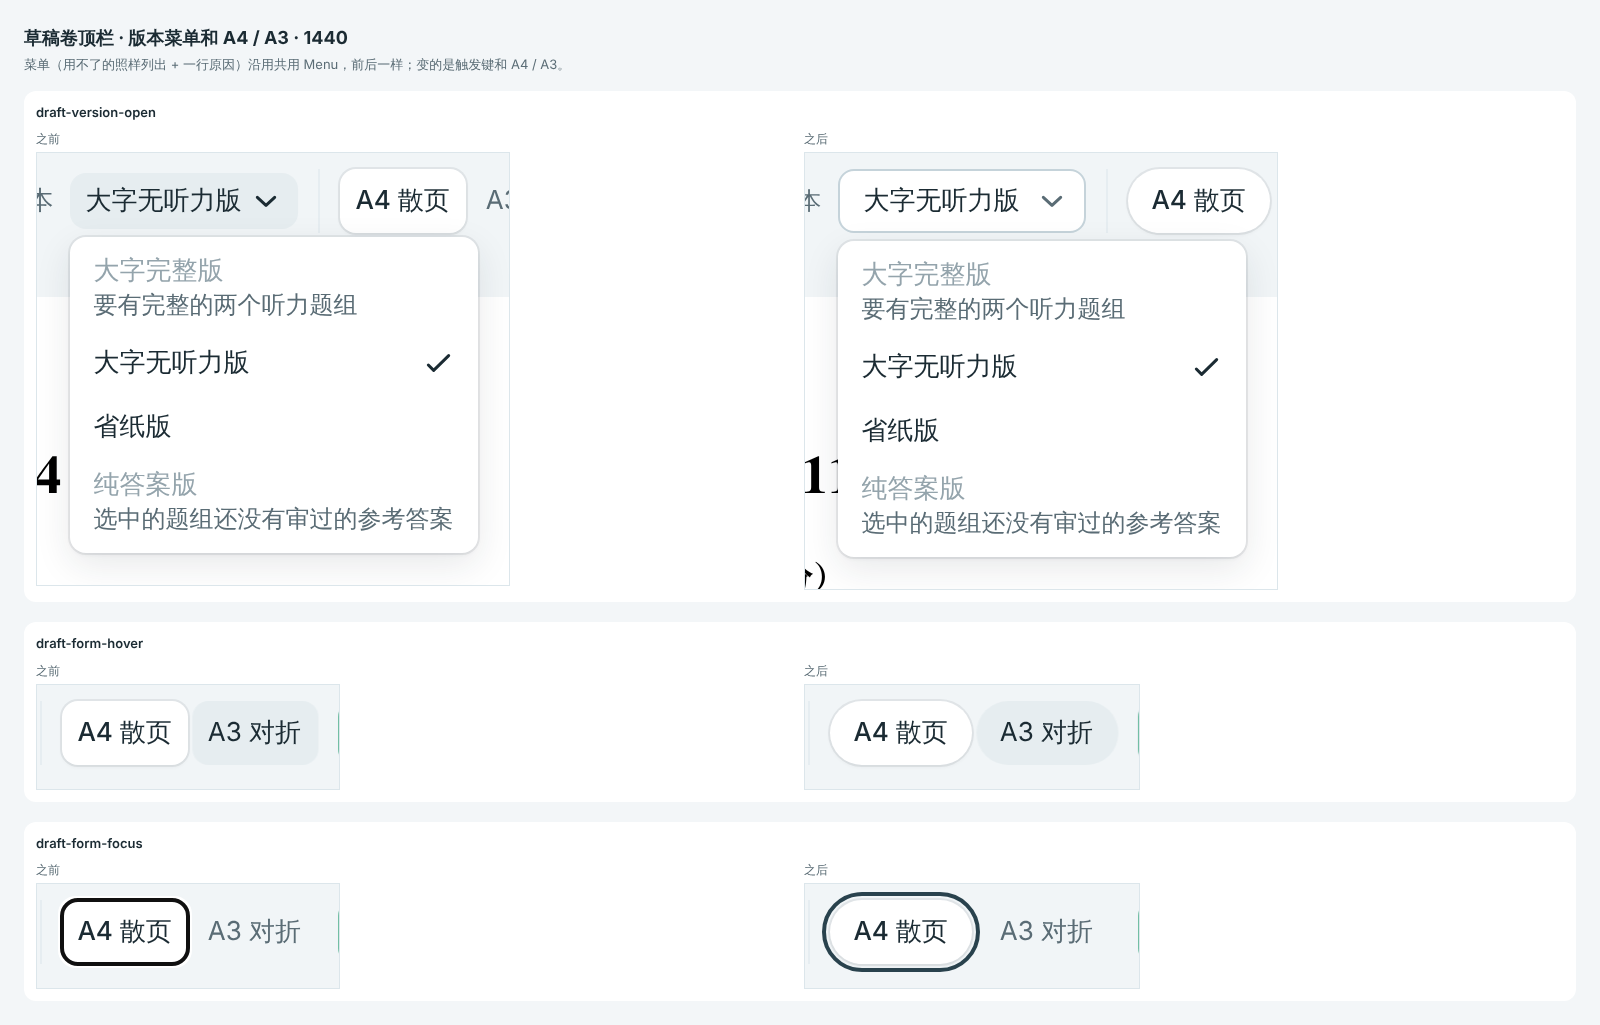 草稿卷顶栏 · 版本菜单和 A4 / A3 · 1440
菜单（用不了的照样列出 + 一行原因）沿用共用 Menu，前后一样；变的是触发键和 A4 / A3。
draft-version-open
之前
本 大字无听力版 A4 散页 A3
大字完整版
要有完整的两个听力题组
大字无听力版
省纸版
4
纯答案版
选中的题组还没有审过的参考答案
之后
本 大字无听力版 A4 散页
大字完整版
要有完整的两个听力题组
大字无听力版
省纸版
11
纯答案版
选中的题组还没有审过的参考答案
)
draft-form-hover
之前
A4 散页 A3 对折
之后
A4 散页 A3 对折
draft-form-focus
之前
A4 散页 A3 对折
之后
A4 散页 A3 对折